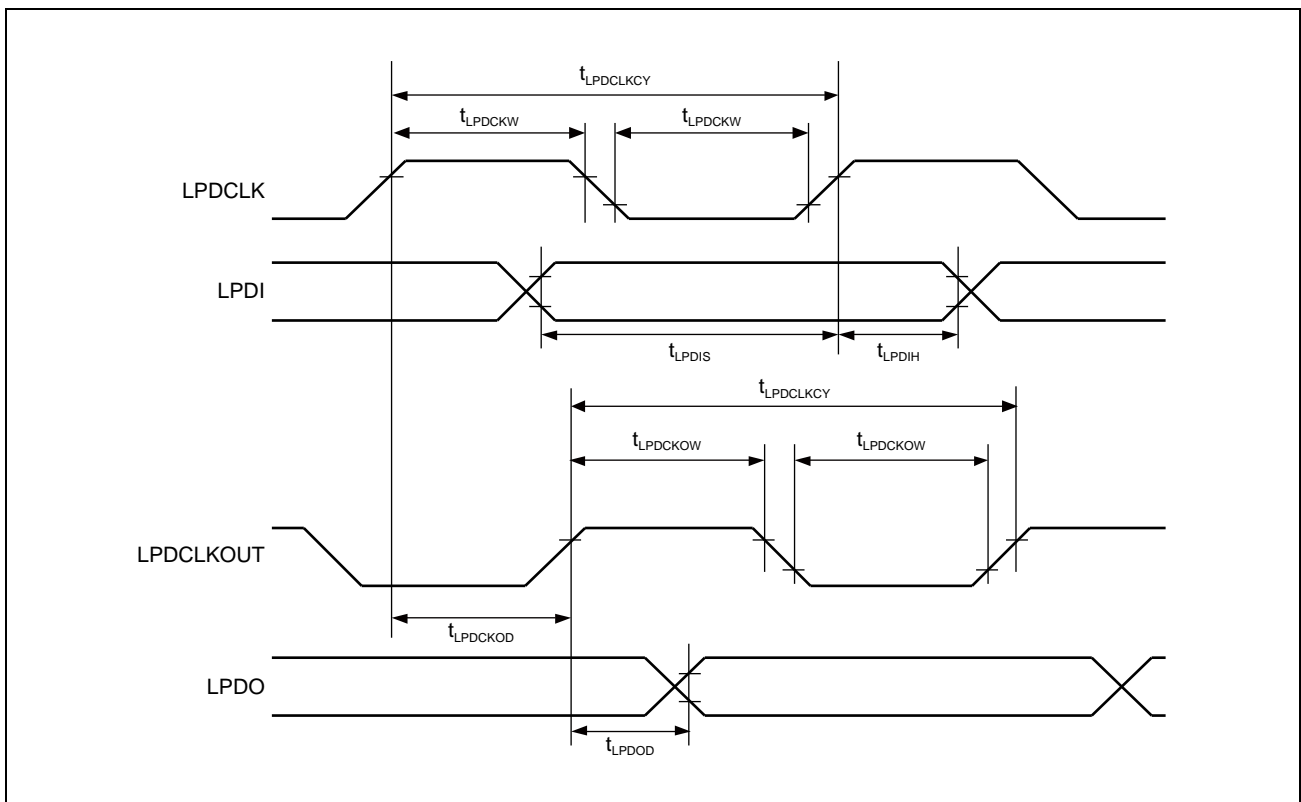 tLPDCLKCY
tLPDCKW tLPDCKW
LPDCLK
LPDI
tLPDIS tLPDIH
tLPDCLKCY
tLPDCKOW tLPDCKOW
LPDCLKOUT
tLPDCKOD
LPDO
tLPDOD